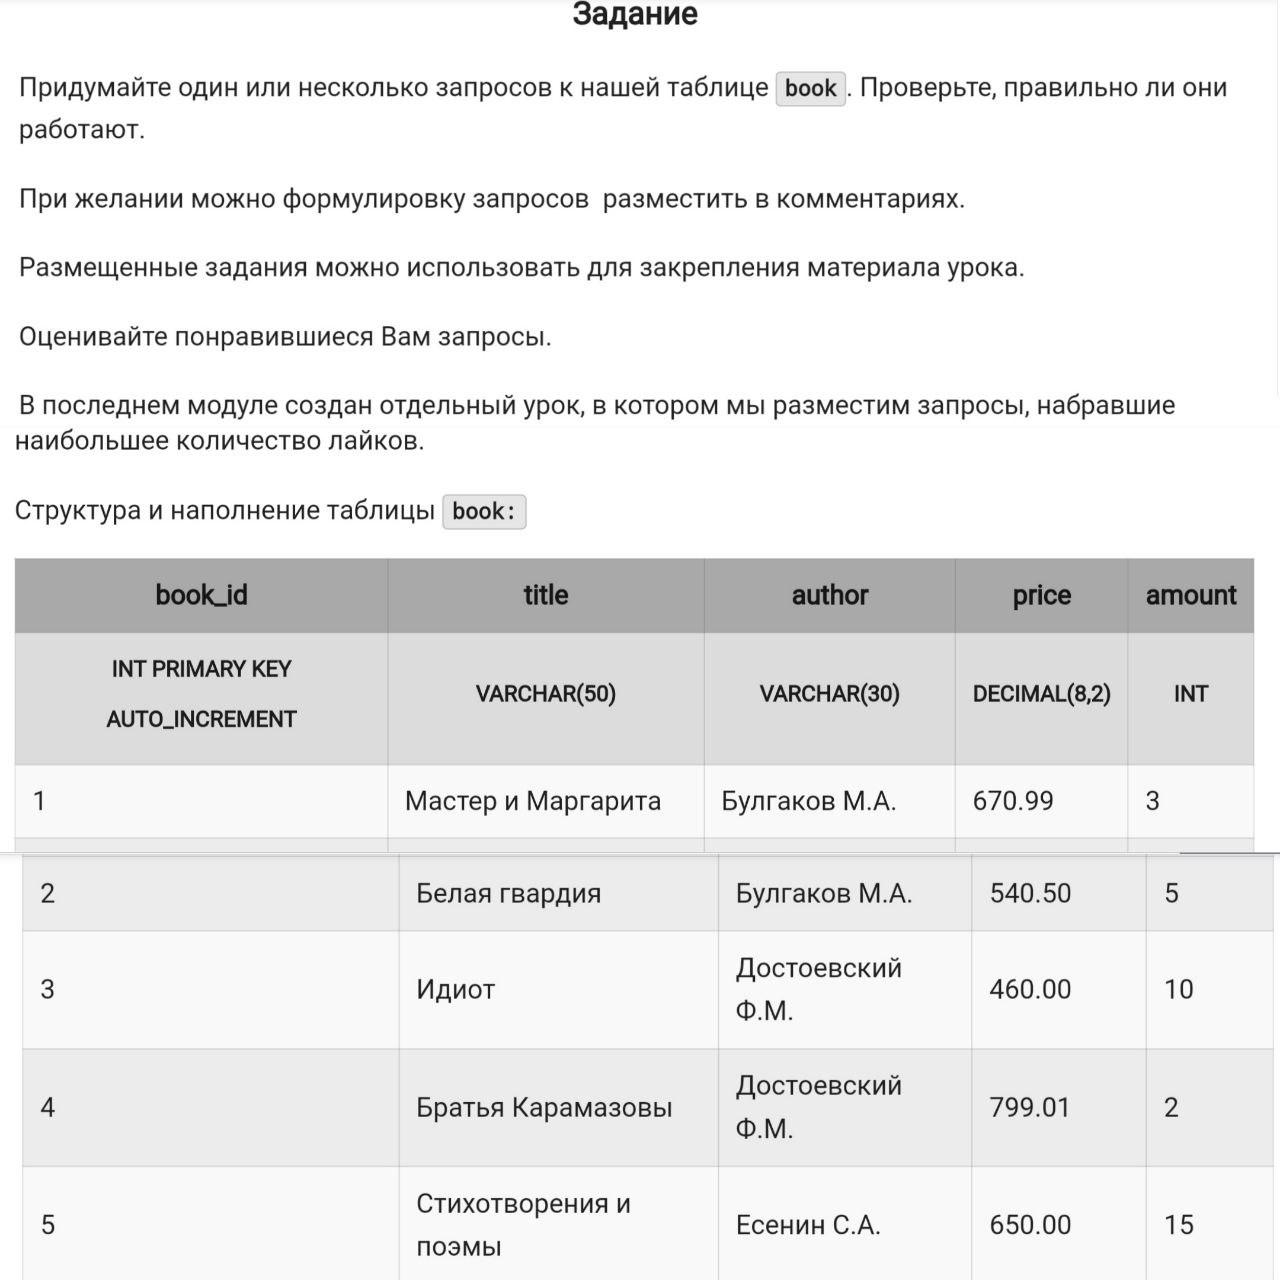 Задание
Придумайте один или несколько запросов к нашей таблице book. Проверьте, правильно ли они
работают.
При желании можно формулировку запросов разместить в комментариях.
Размещенные задания можно использовать для закрепления материала урока.
Оценивайте понравившиеся Вам запросы.
В последнем модуле создан отдельный урок, в котором мы разместим запросы, набравшие
наибольшее количество лайков.
Структура и наполнение таблицы book:
book_id title author price amount
INT PRIMARY KEY
AUTO_INCREMENT
VARCHAR(50) VARCHAR(30) DECIMAL(8,2) INT
1 Мастер и Маргарита Булгаков М.А. 670.99 3
2 Белая гвардия Булгаков М.А. 540.50 5
3 Идиот Достоевский
Ф.М. 460.00 10
4 Братья Карамазовы Достоевский
Ф.М. 799.01 2
5 Стихотворения и
поэмы Есенин С.А. 650.00 15